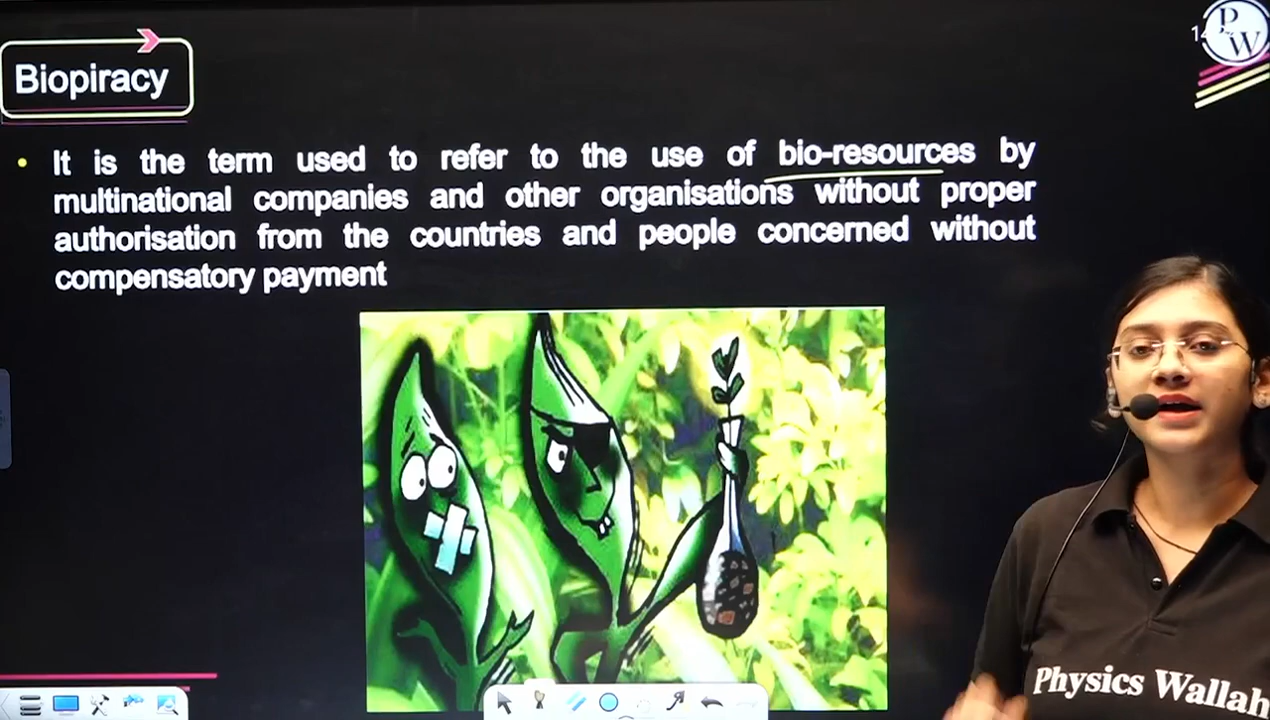 Biopiracy
P
W
• It is the term used to refer to the use of bio-resources by
multinational companies and other organisations without proper
authorisation from the countries and people concerned without
compensatory payment
Physics Wallah